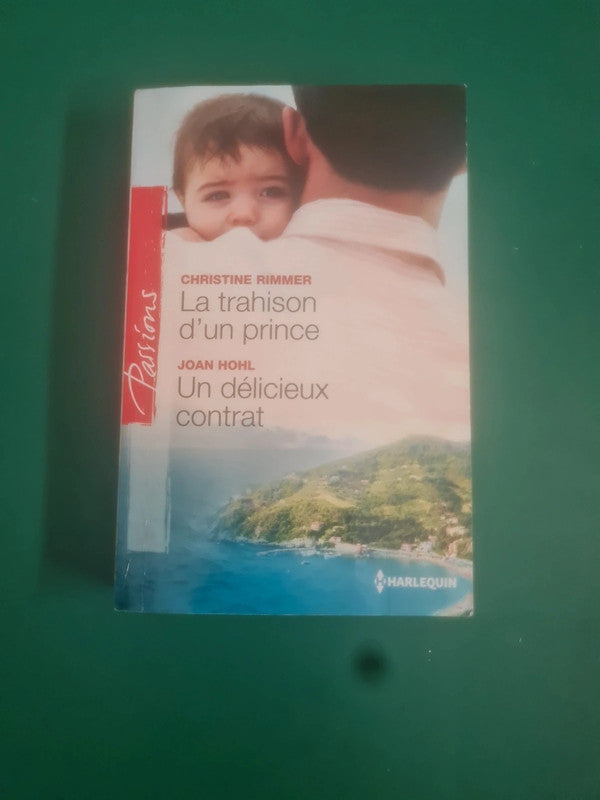 CHRISTINE RIMMER
La trahison
d'un prince
JOAN HOHL
Un délicieux
contrat
Passions
HARLEQUIN